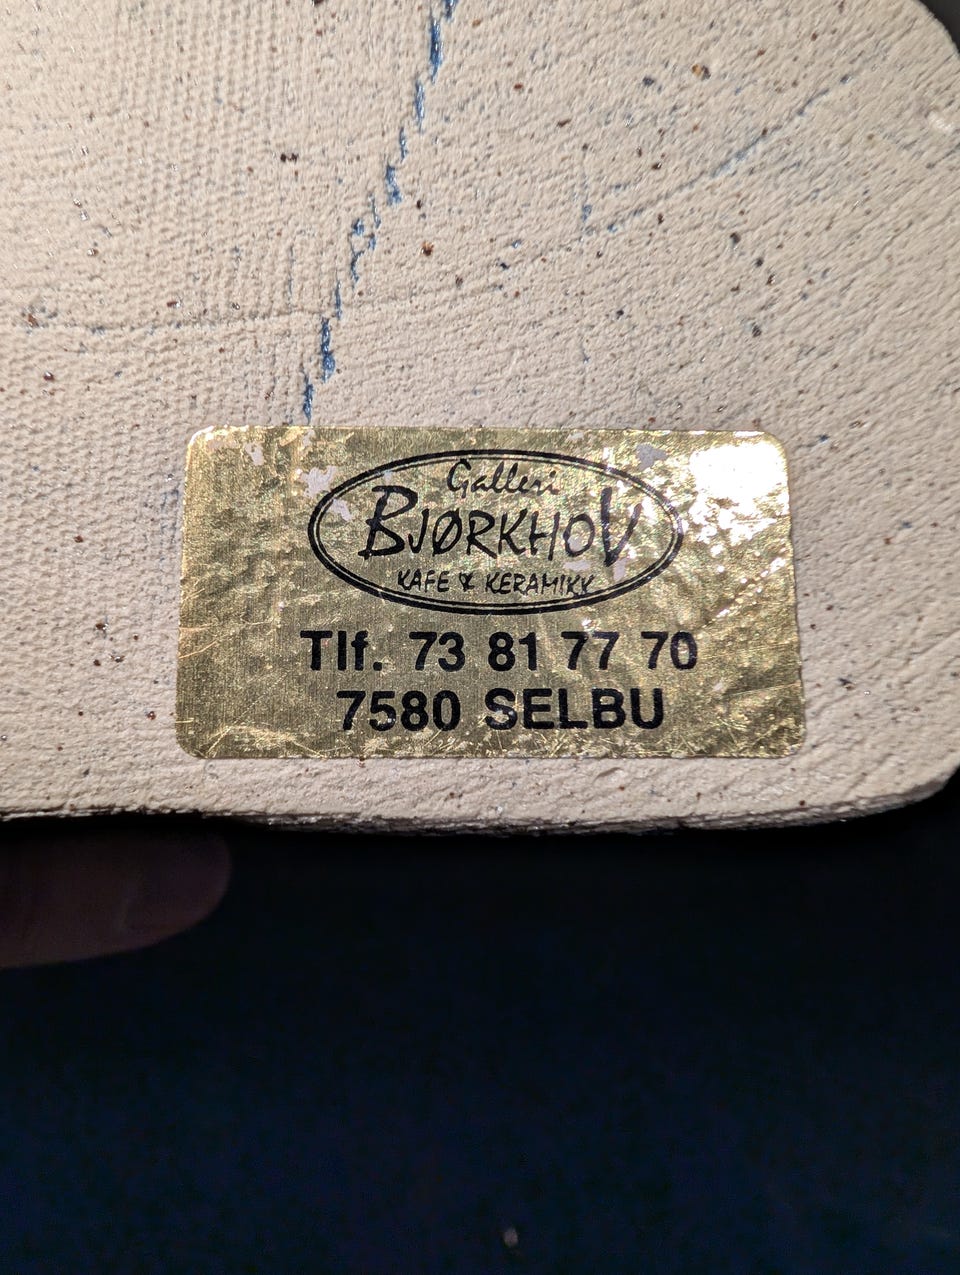 Galleri
BJØRKHOV
KAFE & KERAMIKK
Tlf. 73 81 77 70
7580 SELBU